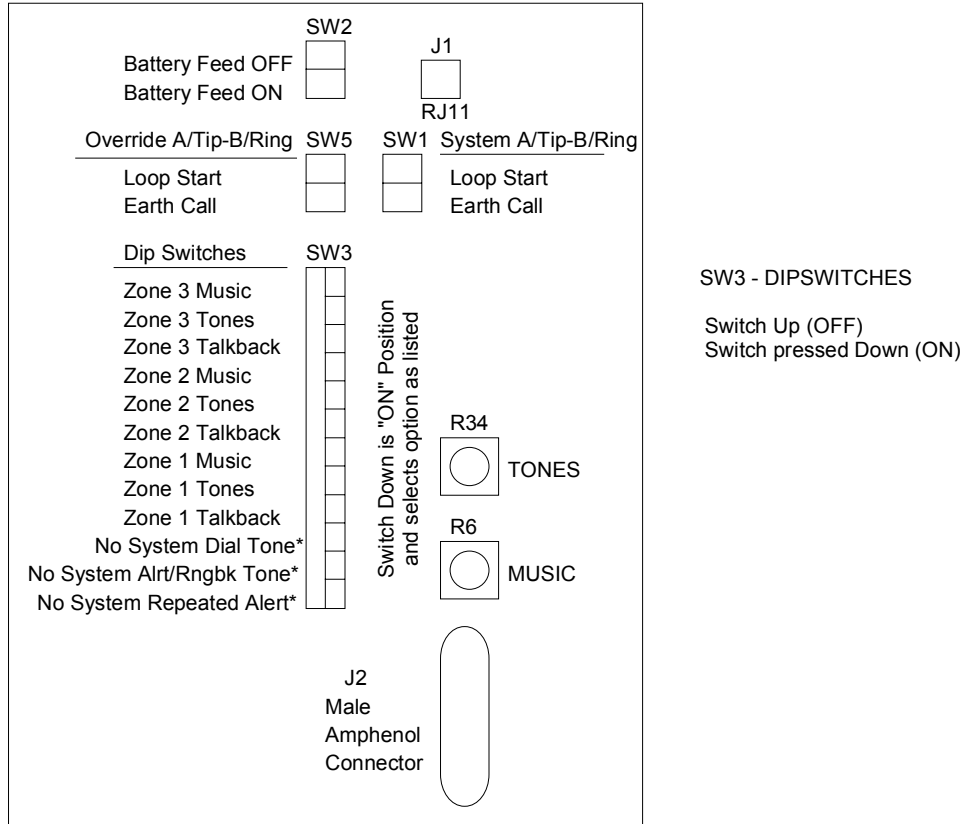 SW2
Battery Feed OFF
Battery Feed ON
J1
RJ11
Override A/Tip-B/Ring
SW5
SW1
System A/Tip-B/Ring
Loop Start
Earth Call
Loop Start
Earth Call
Dip Switches
SW3
Zone 3 Music
Zone 3 Tones
Zone 3 Talkback
Zone 2 Music
Zone 2 Tones
Zone 2 Talkback
Zone 1 Music
Zone 1 Tones
Zone 1 Talkback
No System Dial Tone*
No System Alrt/Rngbk Tone*
No System Repeated Alert*
Switch Down is "ON" Position
and selects option as listed
R34
TONES
R6
MUSIC
J2
Male
Amphenol
Connector
SW3 - DIPSWITCHES
Switch Up (OFF)
Switch pressed Down (ON)